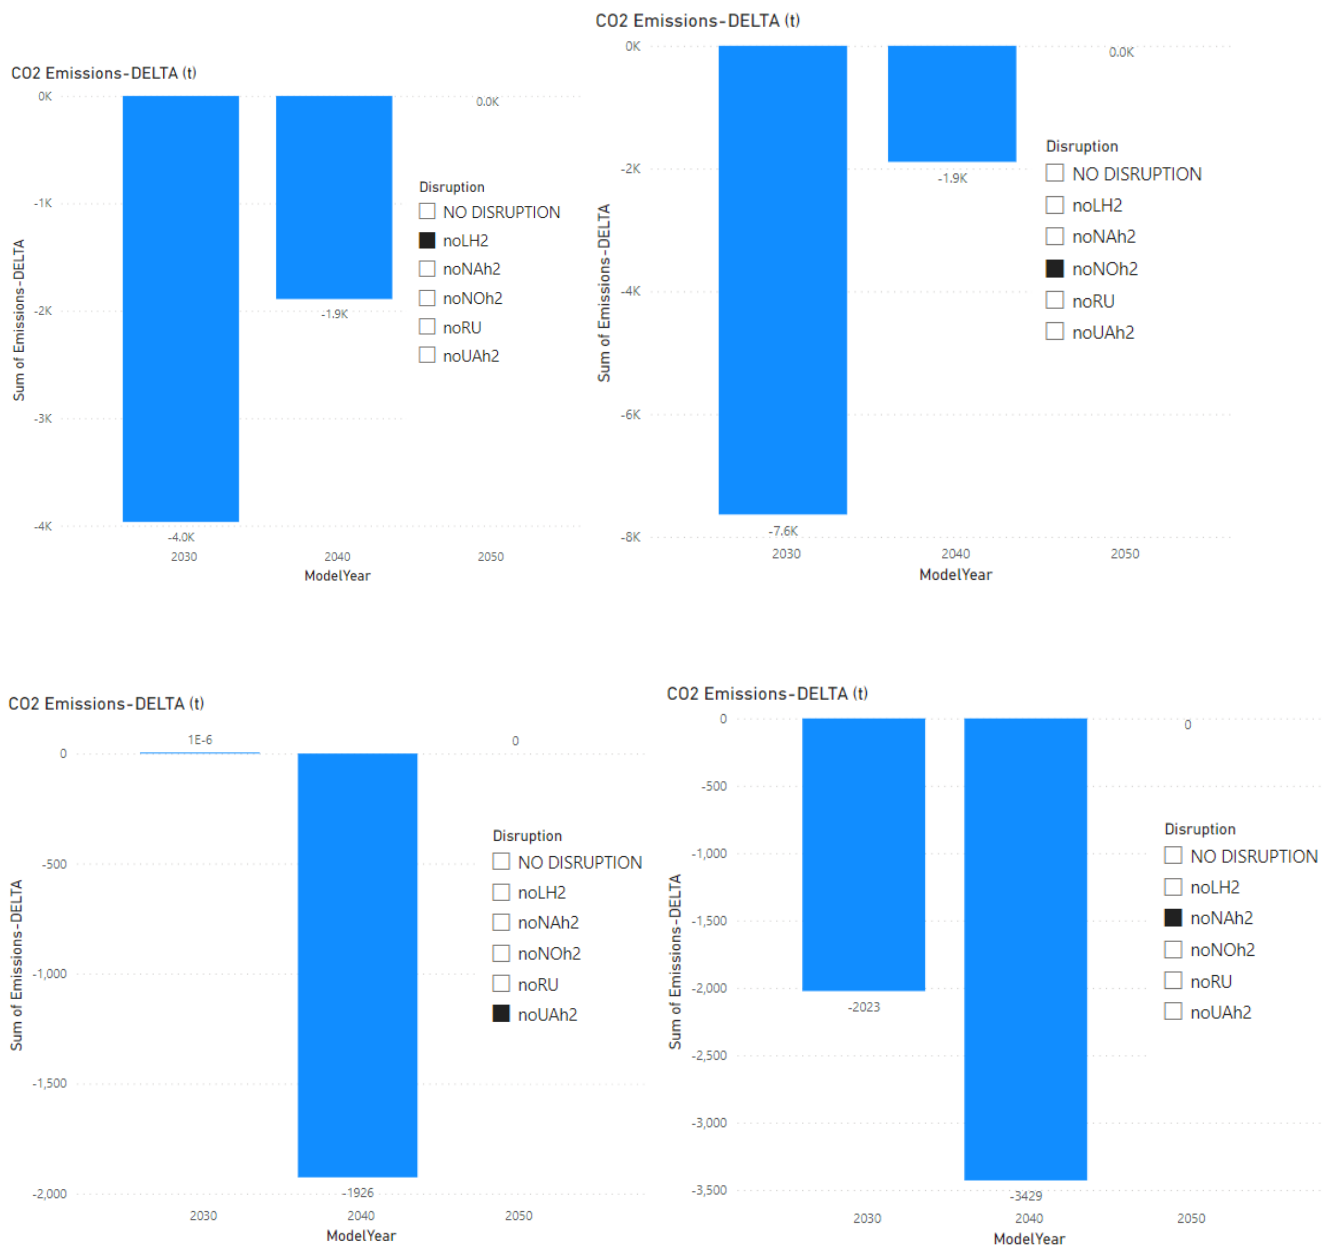 CO2 Emissions-DELTA (t)
0K
-1K
-2K
-3K
-4K
Sum of Emissions-DELTA
-4.0K
-1.9K
0.0K
2030
2040
2050
ModelYear
Disruption
NO DISRUPTION
noLH2
noNAh2
noNOh2
noRU
noUAh2
CO2 Emissions-DELTA (t)
0K
-2K
-4K
-6K
-8K
Sum of Emissions-DELTA
-7.6K
-1.9K
0.0K
2030
2040
2050
ModelYear
Disruption
NO DISRUPTION
noLH2
noNAh2
noNOh2
noRU
noUAh2
CO2 Emissions-DELTA (t)
0
-500
-1,000
-1,500
-2,000
Sum of Emissions-DELTA
1E-6
-1926
0
2030
2040
2050
ModelYear
Disruption
NO DISRUPTION
noLH2
noNAh2
noNOh2
noRU
noUAh2
CO2 Emissions-DELTA (t)
0
-500
-1,000
-1,500
-2,000
-2,500
-3,000
-3,500
Sum of Emissions-DELTA
-2023
-3429
0
2030
2040
2050
ModelYear
Disruption
NO DISRUPTION
noLH2
noNAh2
noNOh2
noRU
noUAh2